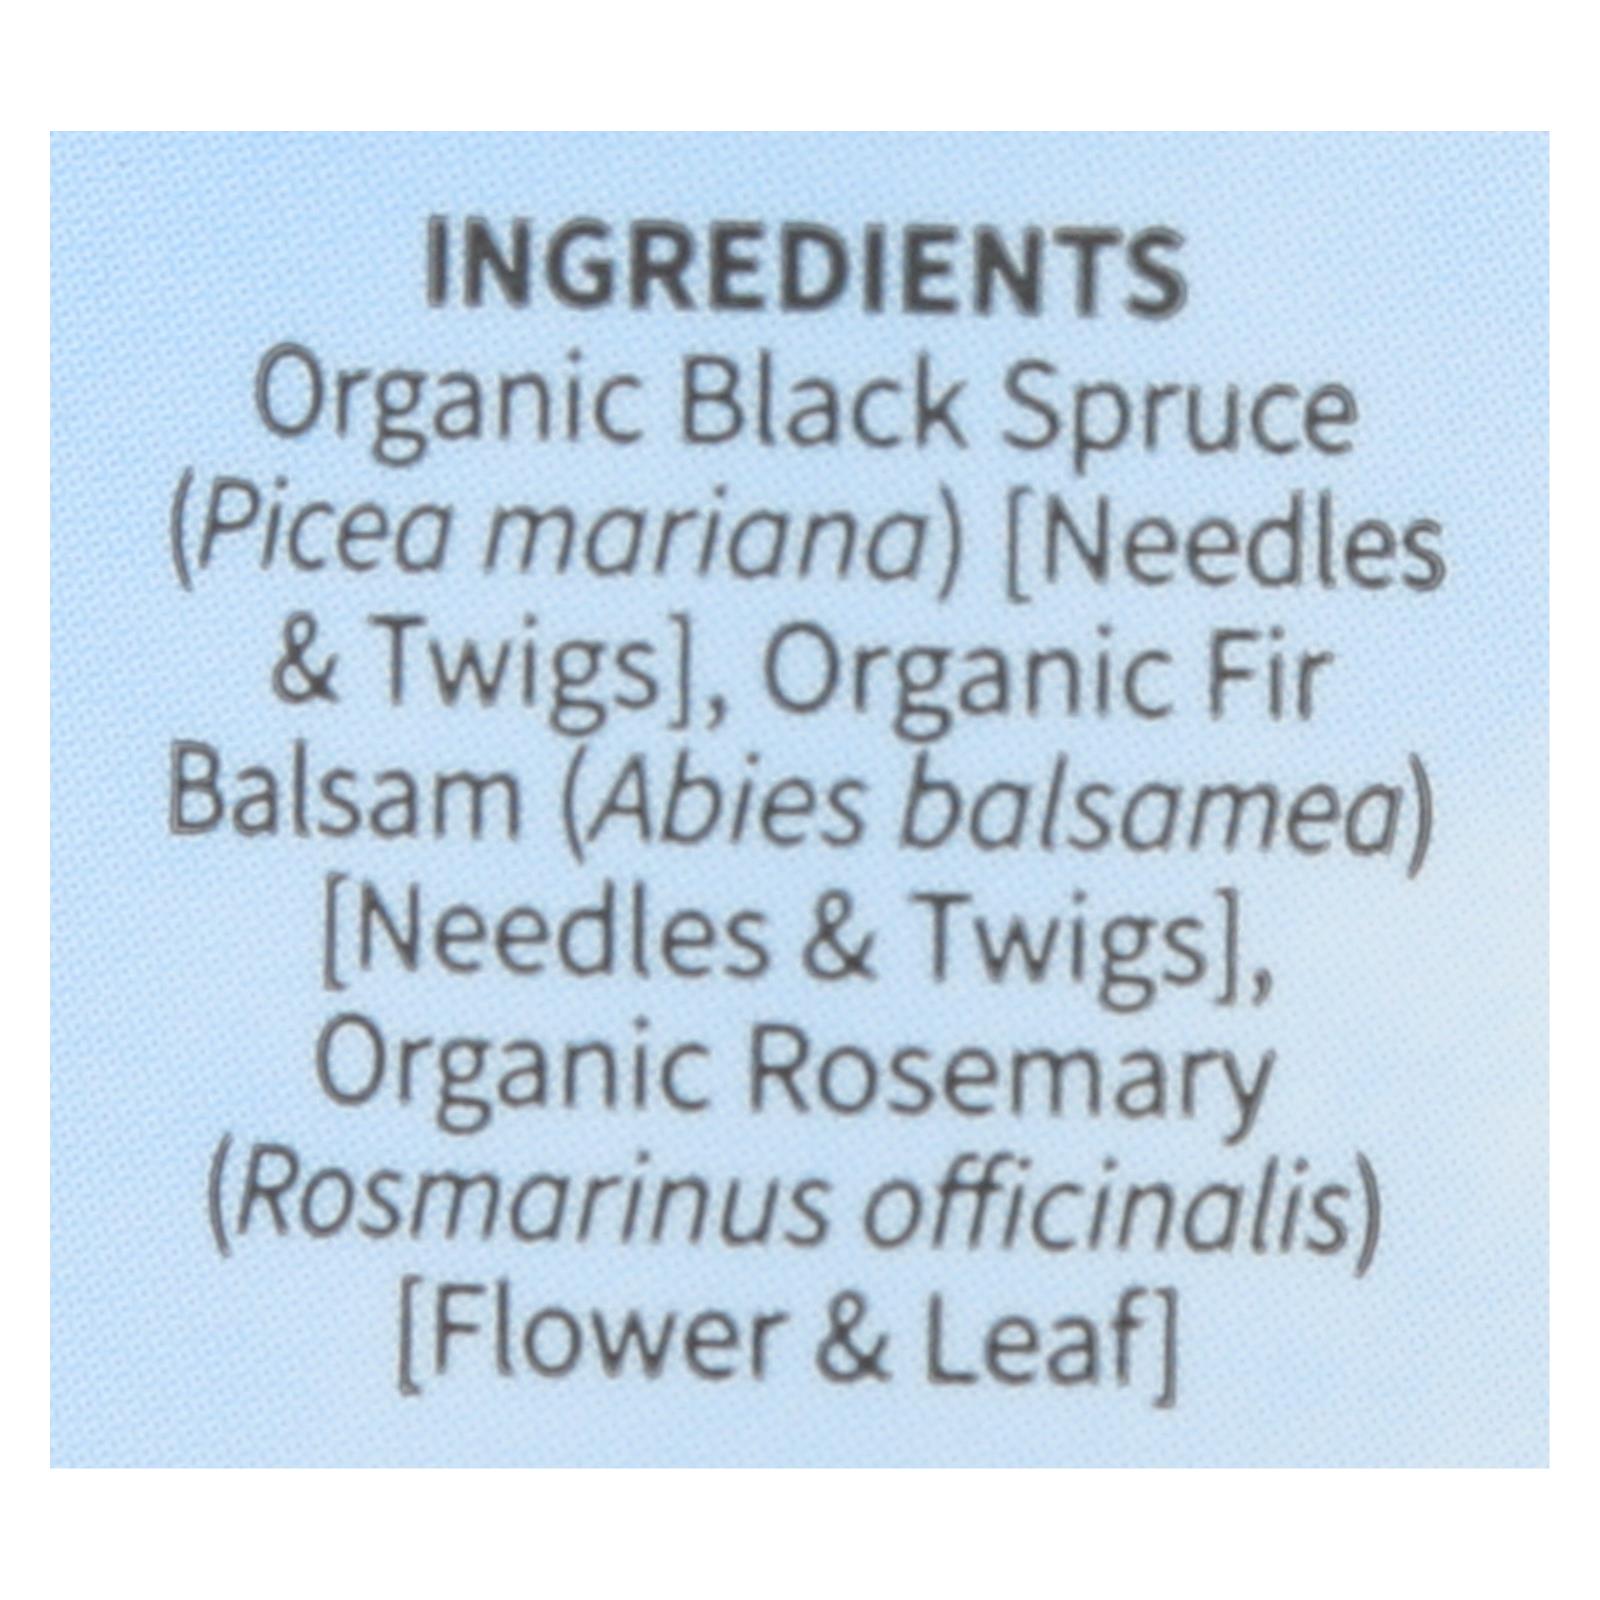 INGREDIENTS
Organic Black Spruce
(Picea mariana) [Needles
& Twigs], Organic Fir
Balsam (Abies balsamea)
[Needles & Twigs],
Organic Rosemary
(Rosmarinus officinalis)
[Flower & Leaf]